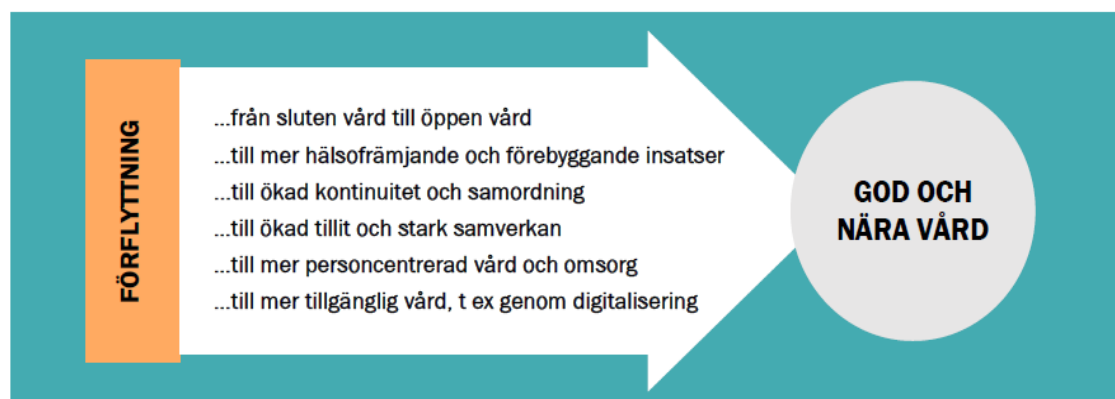 FÖRFLYTTNING
...från sluten vård till öppen vård
...till mer hälsofrämjande och förebyggande insatser
...till ökad kontinuitet och samordning
...till ökad tillit och stark samverkan
...till mer personcentrerad vård och omsorg
...till mer tillgänglig vård, t ex genom digitalisering
GOD OCH
NÄRA VÅRD